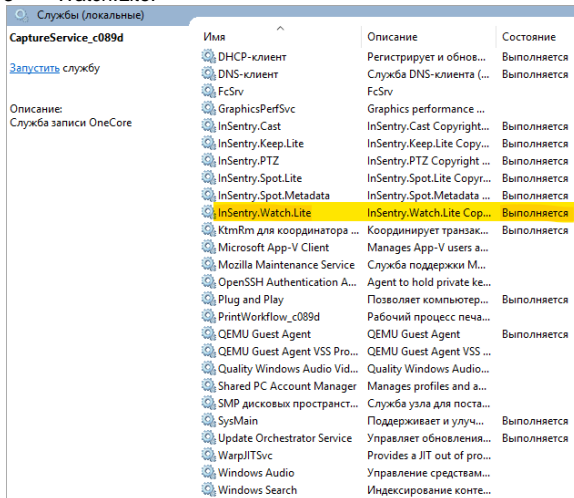 Службы (локальные)
CaptureService_c089d
Запустить службу
Описание:
Служба записи OneCore
Имя Описание Состояние
DHCP-клиент Регистрирует и обнов... Выполняется
DNS-клиент Служба DNS-клиента (... Выполняется
FcSrv FcSrv
GraphicsPerfSvc Graphics performance ...
InSentry.Cast InSentry.Cast Copyright... Выполняется
InSentry.Keep.Lite InSentry.Keep.Lite Copy... Выполняется
InSentry.PTZ InSentry.PTZ Copyright ... Выполняется
InSentry.Spot.Lite InSentry.Spot.Lite Copyr... Выполняется
InSentry.Spot.Metadata InSentry.Spot.Metadata ... Выполняется
InSentry.Watch.Lite InSentry.Watch.Lite Cop... Выполняется
KtmRm для координатора ... Координирует транзак... Выполняется
Microsoft App-V Client Manages App-V users a...
Mozilla Maintenance Service Служба поддержки M...
OpenSSH Authentication A... Agent to hold private ke...
Plug and Play Позволяет компьютер... Выполняется
PrintWorkflow_c089d Рабочий процесс печа...
QEMU Guest Agent QEMU Guest Agent Выполняется
QEMU Guest Agent VSS Pro... QEMU Guest Agent VSS ...
Quality Windows Audio Vid... Quality Windows Audio...
Shared PC Account Manager Manages profiles and a...
SMP дисковых пространст... Служба узла для поста...
SysMain Поддерживает и улуч... Выполняется
Update Orchestrator Service Управляет обновления... Выполняется
WarpJITSvc Provides a JIT out of pro...
Windows Audio Управление средствам...
Windows Search Индексирование конте...